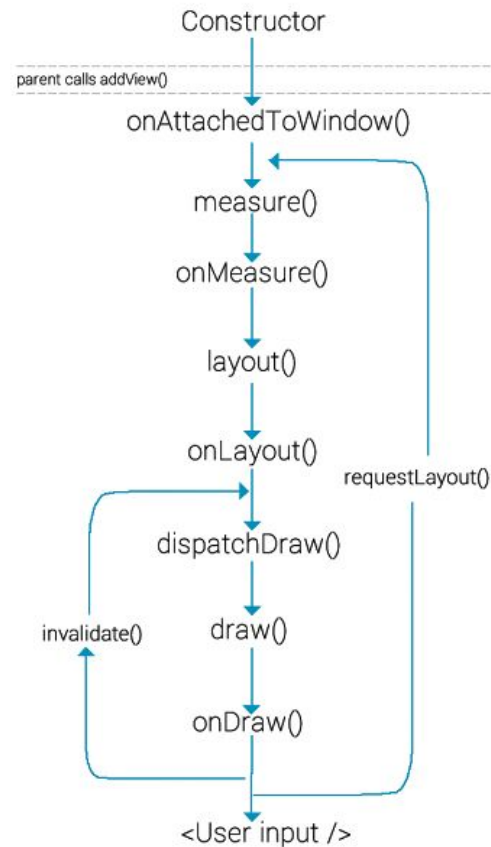 Constructor
parent calls addView()
onAttachedToWindow()
measure()
onMeasure()
layout()
onLayout()
requestLayout()
dispatchDraw()
draw()
invalidate()
onDraw()
<User input />